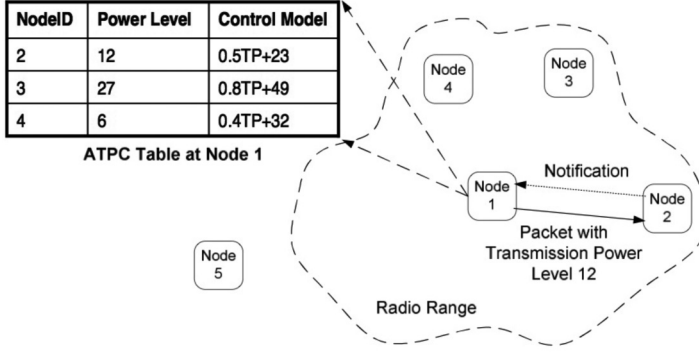 NodeID Power Level Control Model
2 12 0.5TP+23
3 27 0.8TP+49
4 6 0.4TP+32
ATPC Table at Node 1
Node
4
Node
3
Node
1
Notification
Node
2
Packet with
Transmission Power
Level 12
Node
5
Radio Range